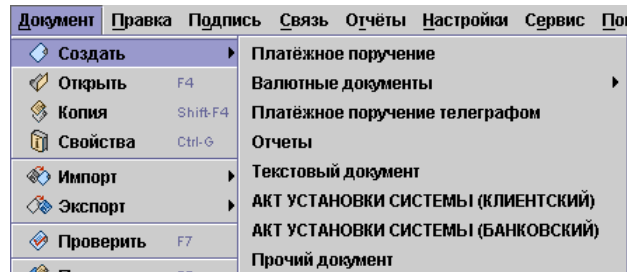 Документ Правка Подпись Связь Отчёты Настройки Сервис
Создать Платёжное поручение
Открыть F4 Валютные документы
Копия Shift-F4 Платёжное поручение телеграфом
Свойства Ctrl-G Отчеты
Импорт Текстовый документ
Экспорт АКТ УСТАНОВКИ СИСТЕМЫ (КЛИЕНТСКИЙ)
АКТ УСТАНОВКИ СИСТЕМЫ (БАНКОВСКИЙ)
Проверить F7 Прочий документ